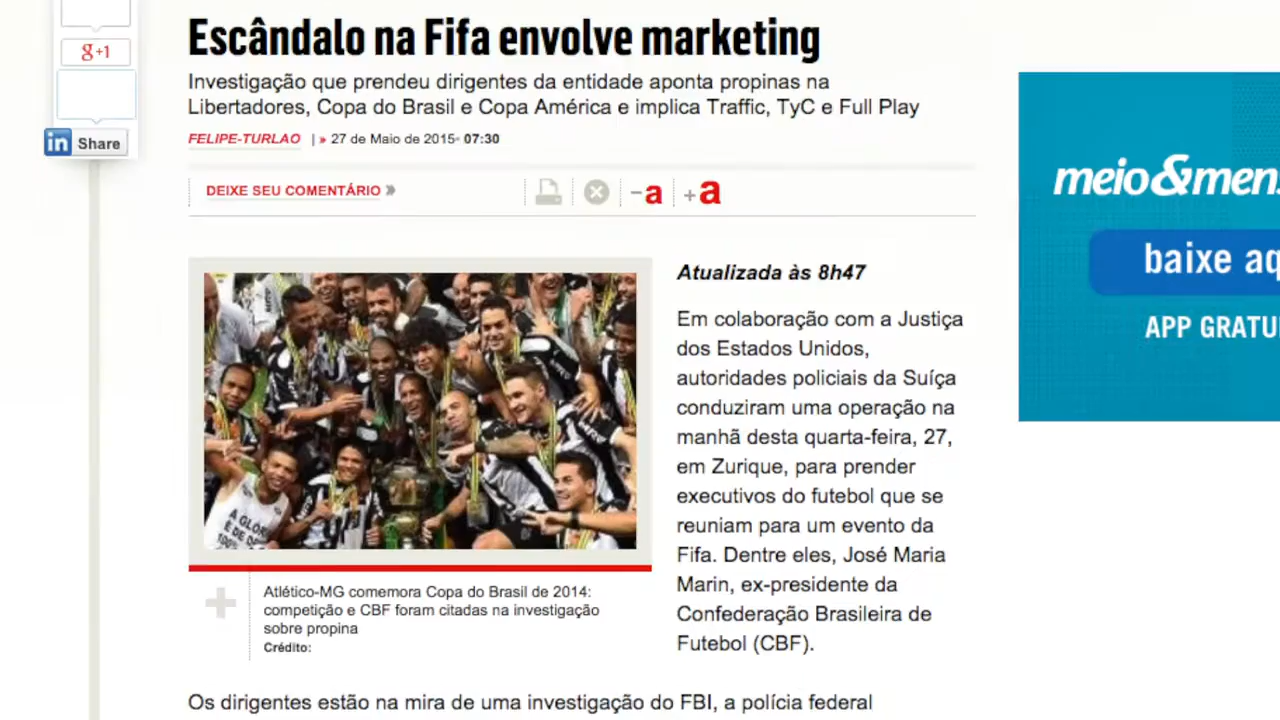 g+1
in Share
Escândalo na Fifa envolve marketing
Investigação que prendeu dirigentes da entidade aponta propinas na
Libertadores, Copa do Brasil e Copa América e implica Traffic, TyC e Full Play
FELIPE-TURLAO | » 27 de Maio de 2015- 07:30
DEIXE SEU COMENTÁRIO »
-a +a
meio&mens
baixe aq
APP GRATU
A GLOR
É DE D
100%
Atlético-MG comemora Copa do Brasil de 2014:
competição e CBF foram citadas na investigação
sobre propina
Crédito:
Atualizada às 8h47
Em colaboração com a Justiça
dos Estados Unidos,
autoridades policiais da Suíça
conduziram uma operação na
manhã desta quarta-feira, 27,
em Zurique, para prender
executivos do futebol que se
reuniam para um evento da
Fifa. Dentre eles, José Maria
Marin, ex-presidente da
Confederação Brasileira de
Futebol (CBF).
Os dirigentes estão na mira de uma investigação do FBI, a polícia federal